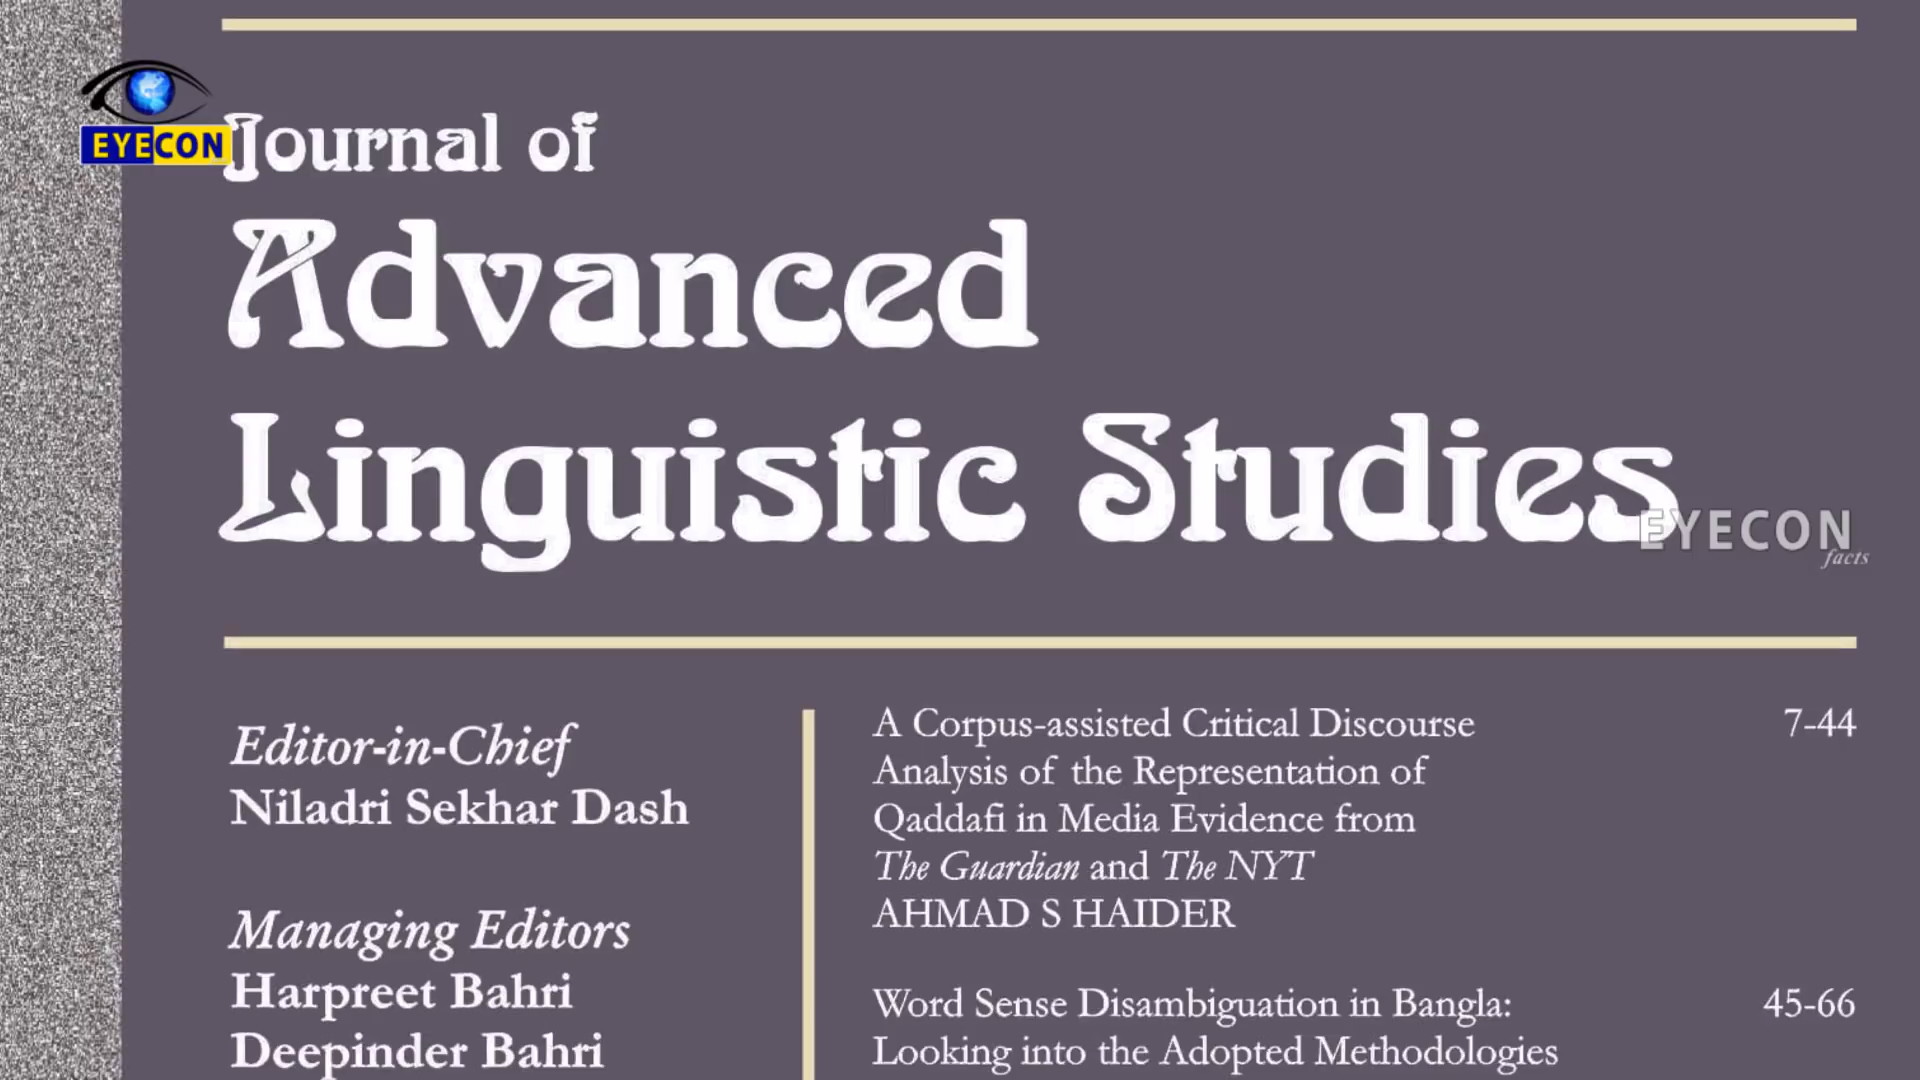 EYECON
Journal of
Advanced
Linguistic Studies
EYECON
facts
Editor-in-Chief
Niladri Sekhar Dash
Managing Editors
Harpreet Bahri
Deepinder Bahri
A Corpus-assisted Critical Discourse 7-44
Analysis of the Representation of
Qaddafi in Media Evidence from
The Guardian and The NYT
AHMAD S HAIDER
Word Sense Disambiguation in Bangla: 45-66
Looking into the Adopted Methodologies